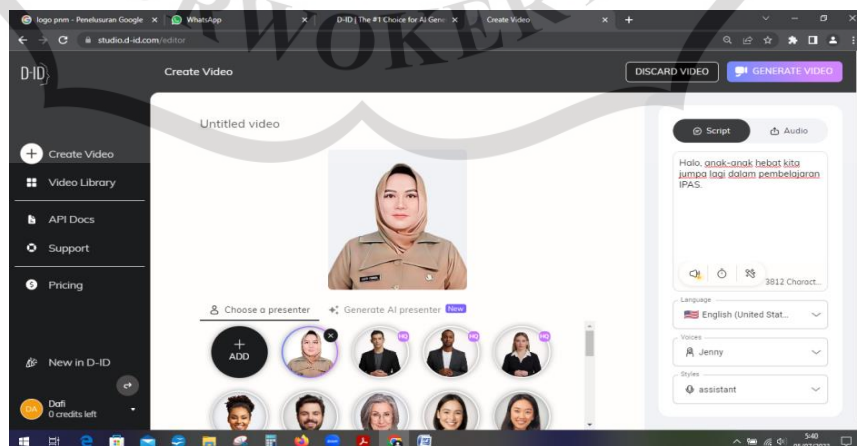 logo pnm - Penelusuran Google
WhatsApp
D-ID | The #1 Choice for AI Gene
Create Video
studio.d-id.com/editor
WOKER
D-ID
Create Video
DISCARD VIDEO
GENERATE VIDEO
Untitled video
Create Video
Video Library
API Docs
Support
Pricing
New in D-ID
DA
Dafi
0 credits left
Choose a presenter
Generate AI presenter New
+
ADD
HQ
HQ
HQ
Script
Audio
Halo, anak-anak hebat kita
jumpa lagi dalam pembelajaran
IPAS.
3812 Charact...
Language
English (United Stat...
Voices
Jenny
Styles
assistant
5:40